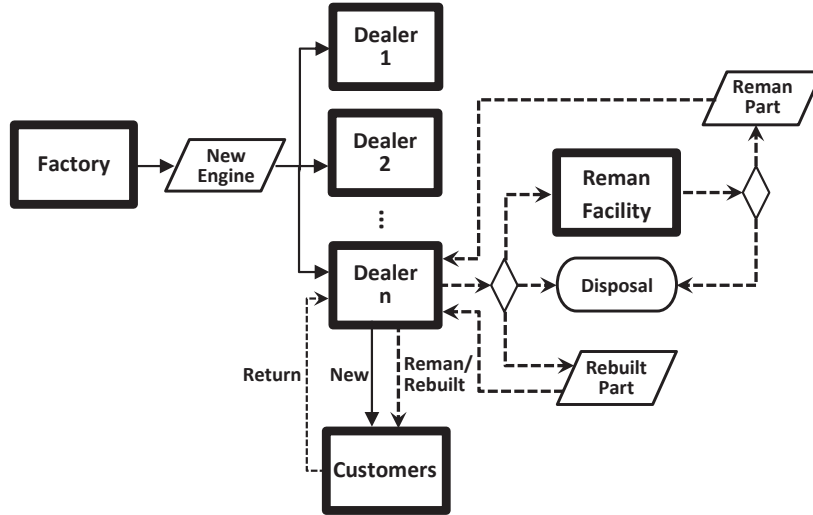 Dealer
1
Reman
Part
Factory
New
Engine
Dealer
2
Reman
Facility
...
Dealer
n
Disposal
Return
New
Reman/
Rebuilt
Rebuilt
Part
Customers